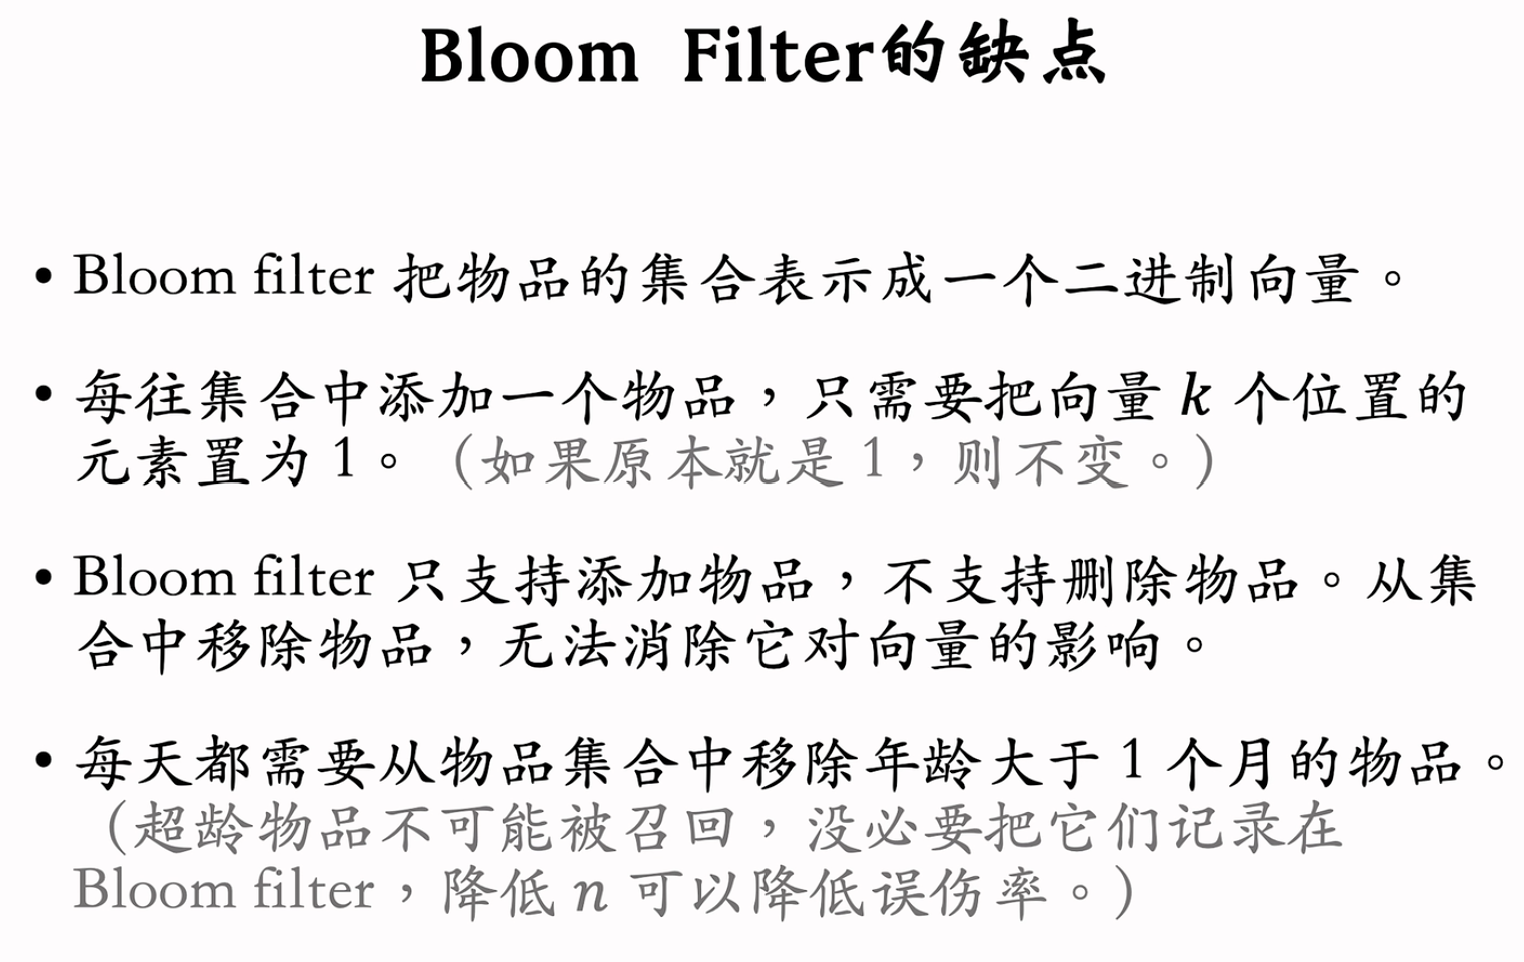 Bloom Filter的缺点
• Bloom filter 把物品的集合表示成一个二进制向量。
• 每往集合中添加一个物品，只需要把向量 k 个位置的
元素置为 1。（如果原本就是 1，则不变。）
• Bloom filter 只支持添加物品，不支持删除物品。从集
合中移除物品，无法消除它对向量的影响。
• 每天都需要从物品集合中移除年龄大于 1 个月的物品。
（超龄物品不可能被召回，没必要把它们记录在
Bloom filter，降低 n 可以降低误伤率。）